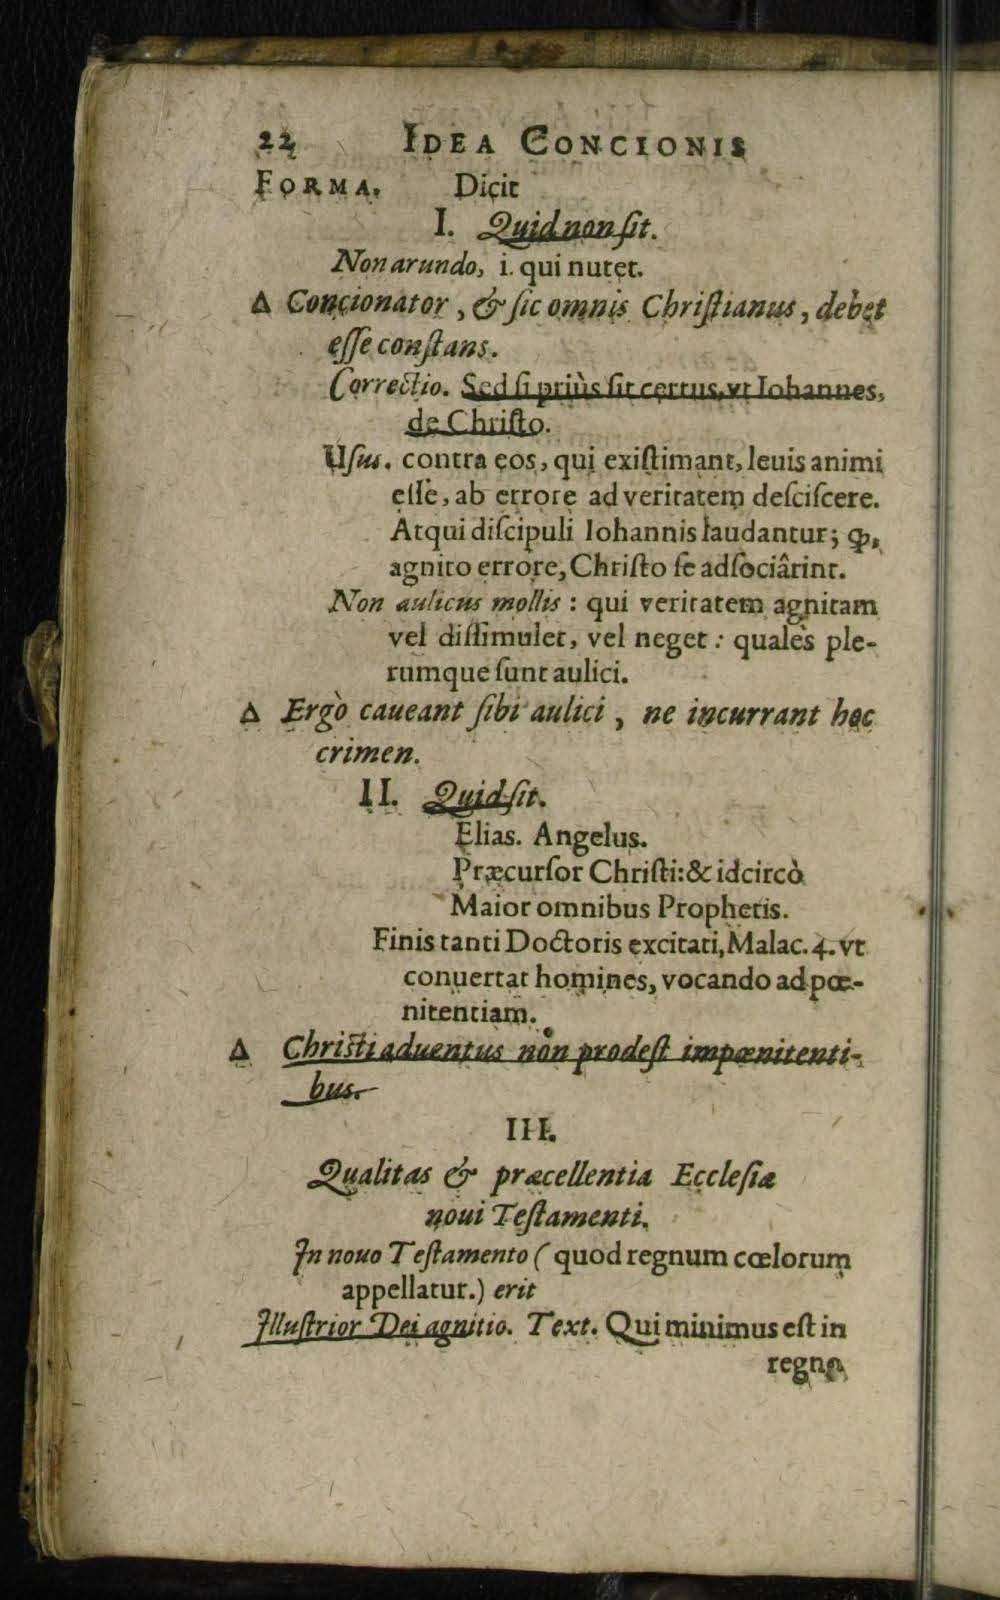 22 IDEA CONCIONIS
FORMA. Dicit
I. Quid non ſit.
Non arundo, i. qui nutet.
Δ Concionator, & ſic omnis Chriſtianus, debet
eſſe conſtans.
Correctio. Sed ſi priùs ſit certus, vt Iohannes,
de Chriſto.
Uſus. contra eos, qui exiſtimant, leuis animi
eſſe, ab errore ad veritatem deſciſcere.
Atqui diſcipuli Iohannis laudantur; ꝙ,
agnito errore, Chriſto ſe adſociârint.
Non aulicus mollis: qui veritatem agnitam
vel diſſimulet, vel neget: quales ple-
rumque ſunt aulici.
Δ Ergò caueant ſibi aulici, ne incurrant hoc
crimen.
II. Quid ſit.
Elias. Angelus.
Præcurſor Chriſti: & idcircò
Maior omnibus Prophetis.
Finis tanti Doctoris excitati, Malac. 4. vt
conuertat homines, vocando ad pœ-
nitentiam.
Δ Chriſti aduentus non prodeſt impœnitenti-
bus.
III.
Qualitas & præcellentia Eccleſiæ
noui Teſtamenti.
In nouo Teſtamento (quod regnum cœlorum
appellatur.) erit
Illuſtrior Dei agnitio. Text. Qui minimus eſt in
regno